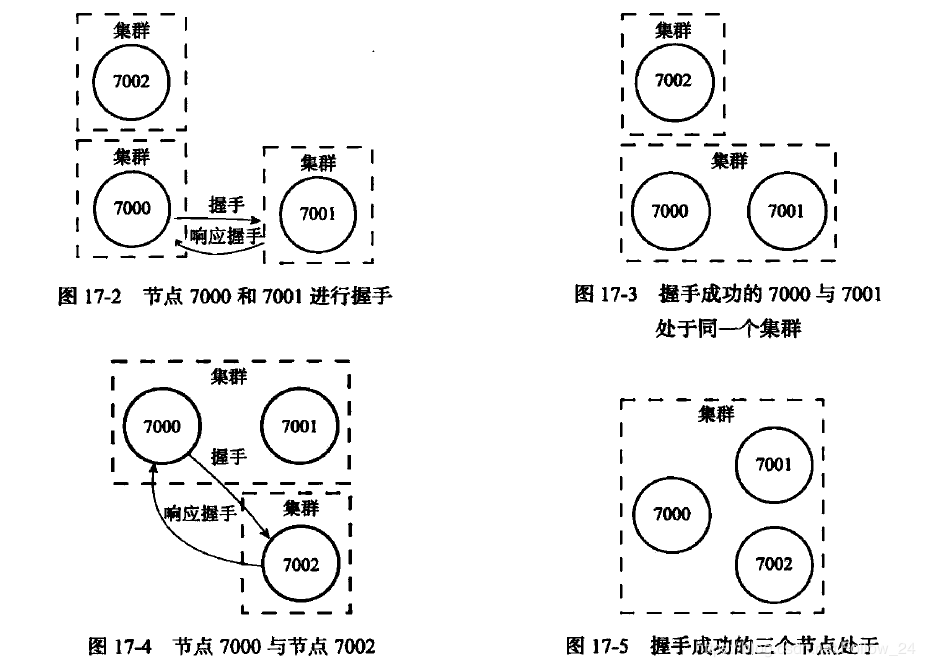 集群
7002
集群
7000
握手
响应握手
集群
7001
图 17-2 节点 7000 和 7001 进行握手
集群
7002
集群
7000
7001
图 17-3 握手成功的 7000 与 7001
处于同一个集群
集群
7000
7001
握手
响应握手
集群
7002
图 17-4 节点 7000 与节点 7002
集群
7001
7000
7002
图 17-5 握手成功的三个节点处于